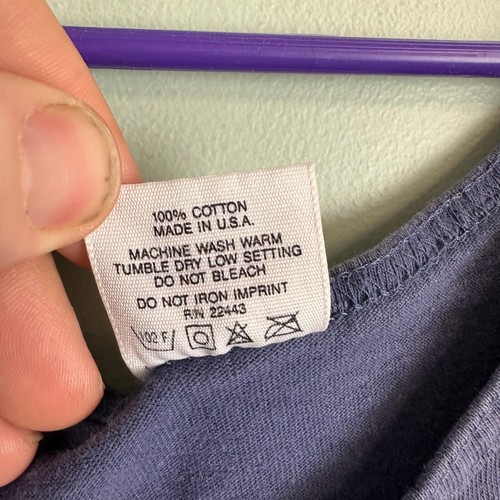 100% COTTON
MADE IN U.S.A.
MACHINE WASH WARM
TUMBLE DRY LOW SETTING
DO NOT BLEACH
DO NOT IRON IMPRINT
R/N 22443
102 F